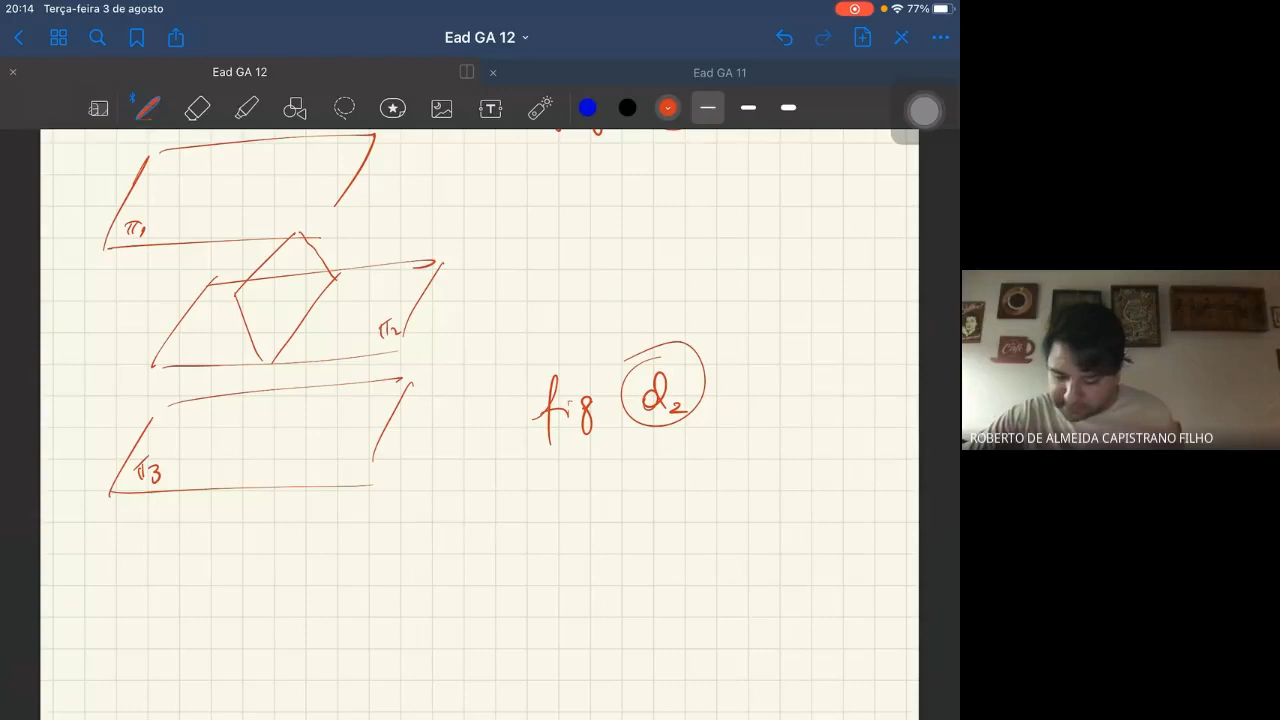 20:14 Terça-feira 3 de agosto
77%
Ead GA 12
Ead GA 12
Ead GA 11
π1
π2
fig d2
π3
Café
ROBERTO DE ALMEIDA CAPISTRANO FILHO